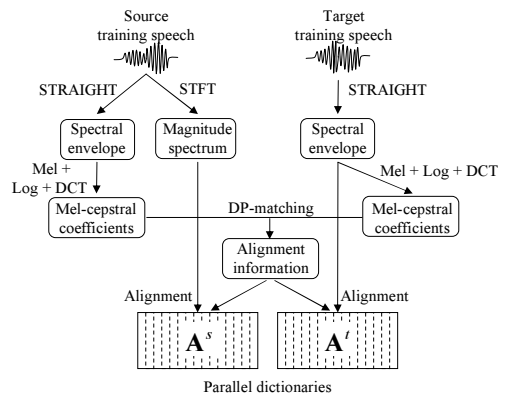 Source
training speech
Target
training speech
STRAIGHT
STFT
STRAIGHT
Spectral
envelope
Magnitude
spectrum
Spectral
envelope
Mel +
Log + DCT
Mel + Log + DCT
Mel-cepstral
coefficients
DP-matching
Mel-cepstral
coefficients
Alignment
information
Alignment
Alignment
A^s
A^t
Parallel dictionaries